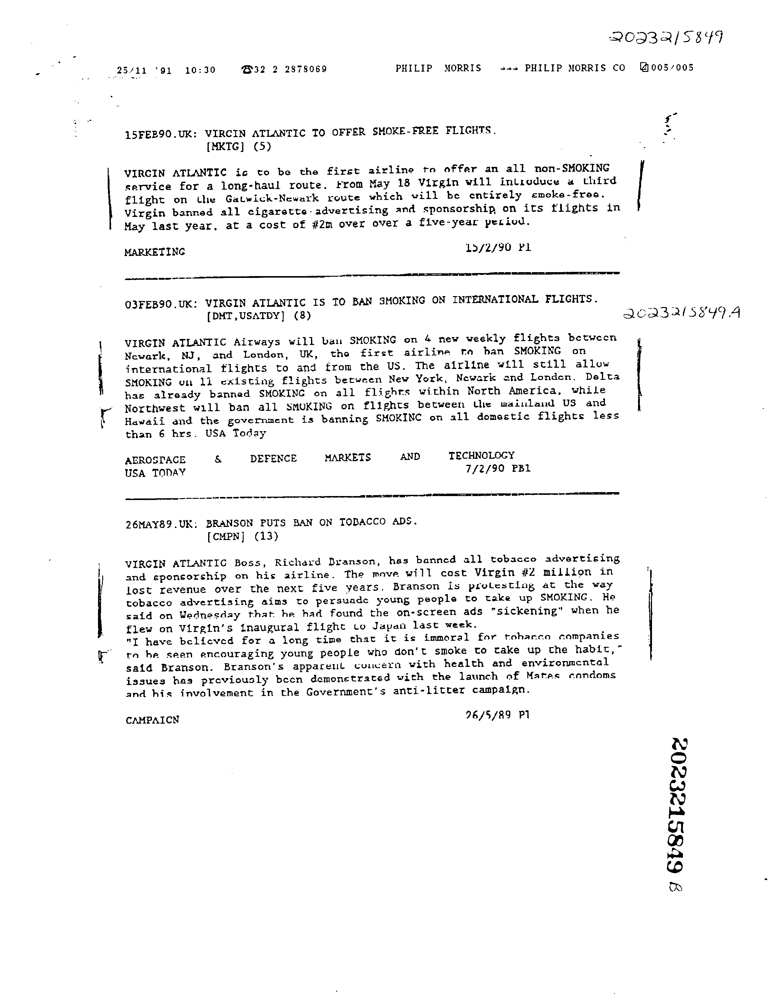 2023215849
25/11 '91 10:30 ☎32 2 2878069 PHILIP MORRIS →→→ PHILIP MORRIS CO 005/005
15FEB90.UK: VIRGIN ATLANTIC TO OFFER SMOKE-FREE FLIGHTS.
[MKTG] (5)
VIRGIN ATLANTIC is to be the first airline to offer an all non-SMOKING
service for a long-haul route. From May 18 Virgin will introduce a third
flight on the Gatwick-Newark route which will be entirely smoke-free.
Virgin banned all cigarette advertising and sponsorship on its flights in
May last year, at a cost of #2m over over a five-year period.
MARKETING 15/2/90 P1
03FEB90.UK: VIRGIN ATLANTIC IS TO BAN SMOKING ON INTERNATIONAL FLIGHTS.
[DMT,USATDY] (8)
2023215849.A
VIRGIN ATLANTIC Airways will ban SMOKING on 4 new weekly flights between
Newark, NJ, and London, UK, the first airline to ban SMOKING on
international flights to and from the US. The airline will still allow
SMOKING on 11 existing flights between New York, Newark and London. Delta
has already banned SMOKING on all flights within North America, while
Northwest will ban all SMOKING on flights between the mainland US and
Hawaii and the government is banning SMOKING on all domestic flights less
than 6 hrs. USA Today
AEROSPACE & DEFENCE MARKETS AND TECHNOLOGY
USA TODAY 7/2/90 PB1
26MAY89.UK: BRANSON PUTS BAN ON TOBACCO ADS.
[CMPN] (13)
VIRGIN ATLANTIC Boss, Richard Branson, has banned all tobacco advertising
and sponsorship on his airline. The move will cost Virgin #2 million in
lost revenue over the next five years. Branson is protesting at the way
tobacco advertising aims to persuade young people to take up SMOKING. He
said on Wednesday that he had found the on-screen ads "sickening" when he
flew on Virgin's inaugural flight to Japan last week.
"I have believed for a long time that it is immoral for tobacco companies
to be seen encouraging young people who don't smoke to take up the habit,"
said Branson. Branson's apparent concern with health and environmental
issues has previously been demonstrated with the launch of Mates condoms
and his involvement in the Government's anti-litter campaign.
CAMPAIGN 26/5/89 P1
2023215849 B